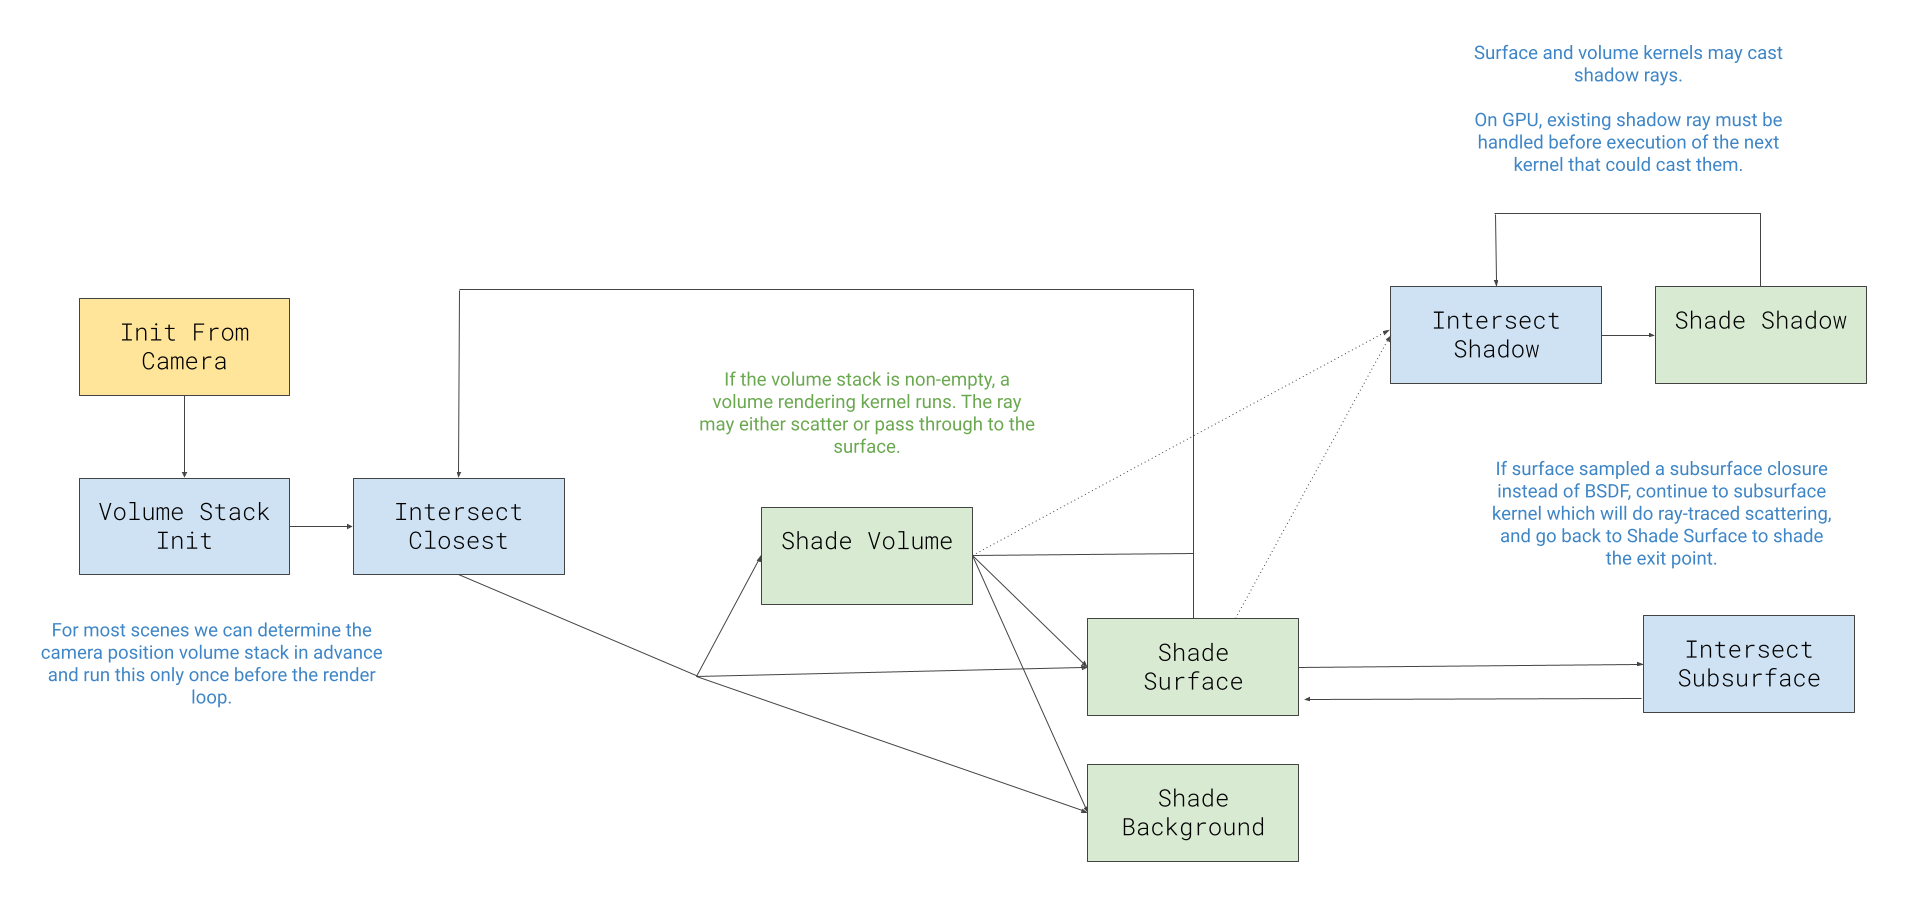 Surface and volume kernels may cast
shadow rays.
On GPU, existing shadow ray must be
handled before execution of the next
kernel that could cast them.
Init From
Camera
Intersect
Shadow
Shade Shadow
If the volume stack is non-empty, a
volume rendering kernel runs. The ray
may either scatter or pass through to the
surface.
Volume Stack
Init
Intersect
Closest
Shade Volume
If surface sampled a subsurface closure
instead of BSDF, continue to subsurface
kernel which will do ray-traced scattering,
and go back to Shade Surface to shade
the exit point.
For most scenes we can determine the
camera position volume stack in advance
and run this only once before the render
loop.
Shade
Surface
Intersect
Subsurface
Shade
Background